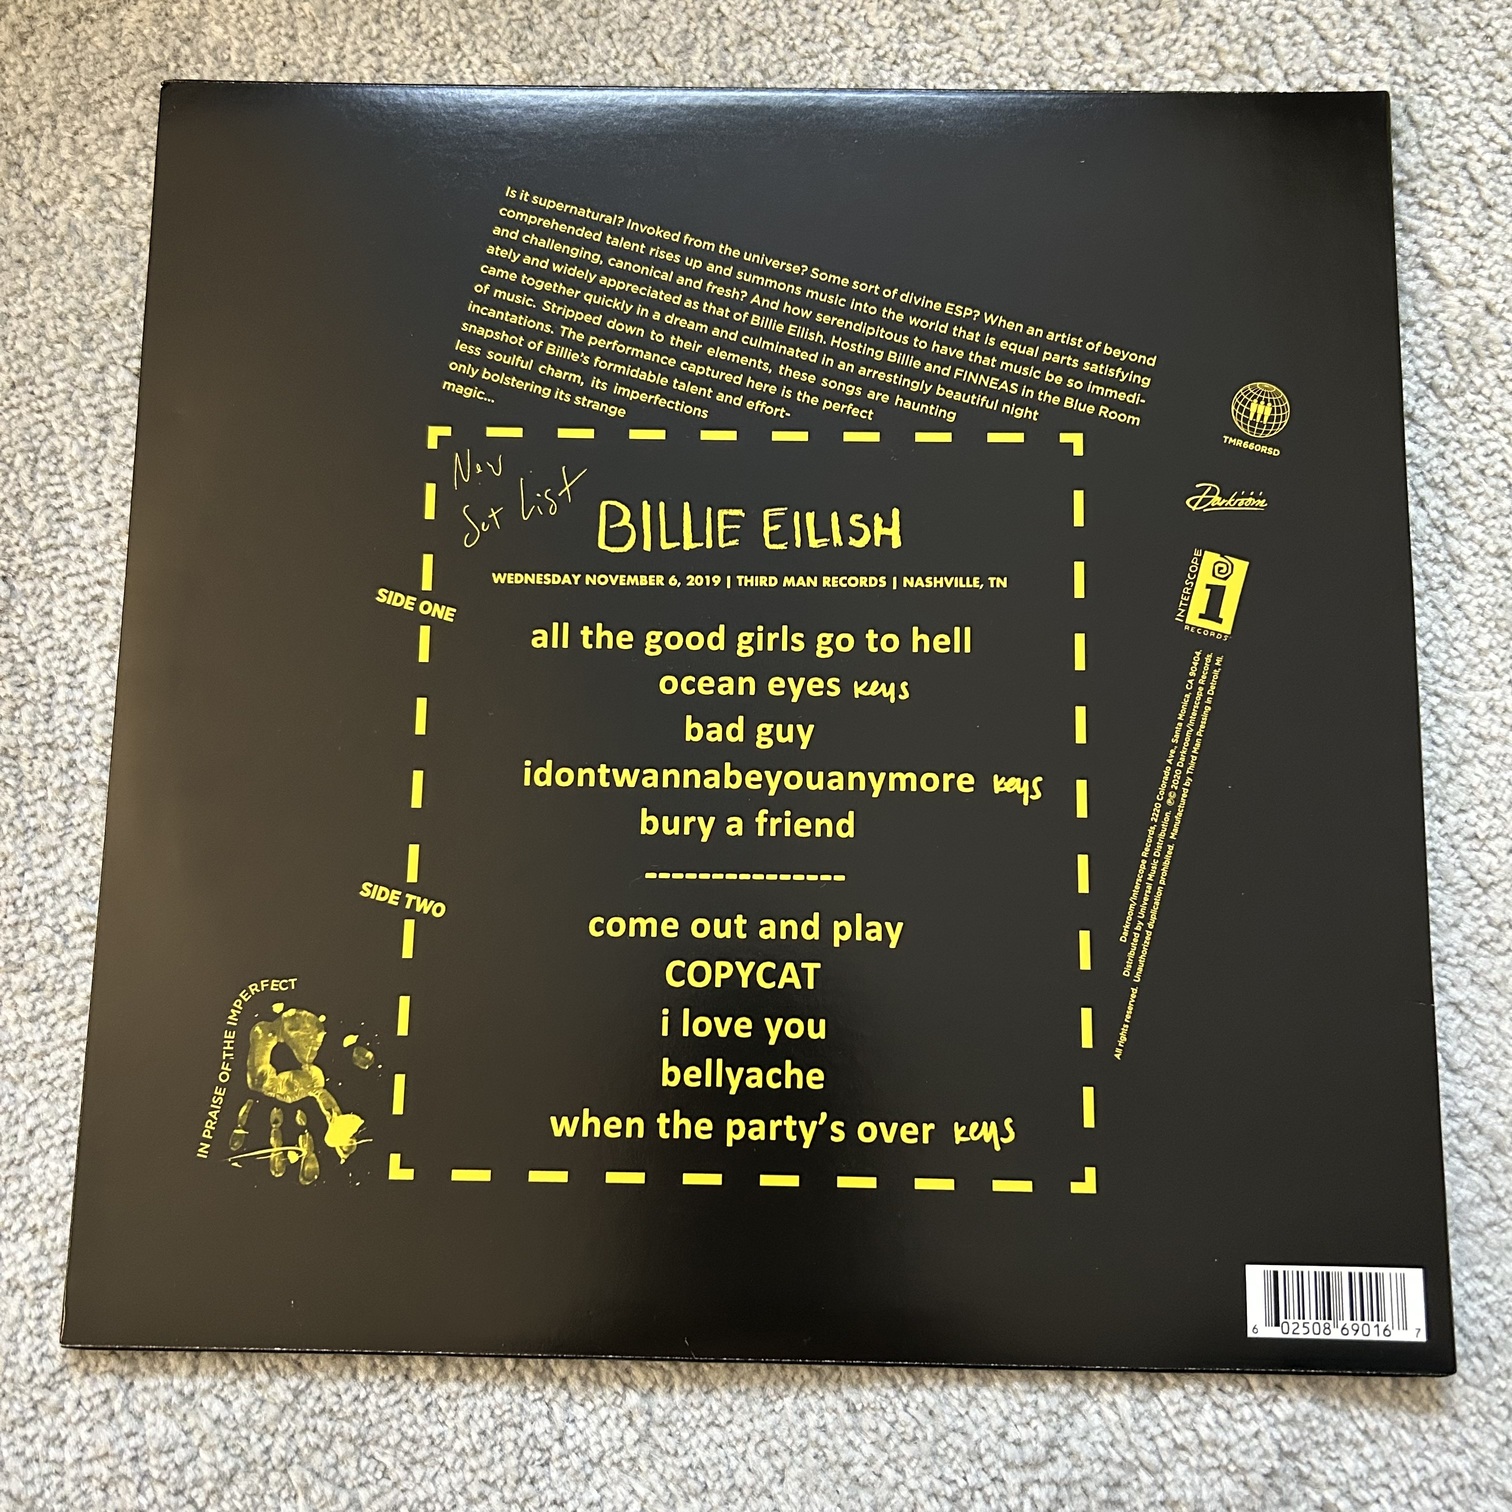 Is it supernatural? Invoked from the universe? Some sort of divine ESP? When an artist of beyond
comprehended talent rises up and summons music into the world that is equal parts satisfying
and challenging, canonical and fresh? And how serendipitous to have that music be so immedi-
ately and widely appreciated as that of Billie Eilish. Hosting Billie and FINNEAS in the Blue Room
came together quickly in a dream and culminated in an arrestingly beautiful night
of music. Stripped down to their elements, these songs are haunting
incantations. The performance captured here is the perfect
snapshot of Billie's formidable talent and effort-
less soulful charm, its imperfections
only bolstering its strange
magic...
TMR660RSD
New
Set List
BILLIE EILISH
WEDNESDAY NOVEMBER 6, 2019 | THIRD MAN RECORDS | NASHVILLE, TN
Darkroom
INTERSCOPE
i
RECORDS
SIDE ONE
all the good girls go to hell
ocean eyes keys
bad guy
idontwannabeyouanymore keys
bury a friend
---------------
SIDE TWO
come out and play
COPYCAT
i love you
bellyache
when the party's over keys
Darkroom/Interscope Records, 2220 Colorado Ave., Santa Monica, CA 90404.
Distributed by Universal Music Distribution. ℗© 2020 Darkroom/Interscope Records.
All rights reserved. Unauthorized duplication prohibited. Manufactured by Third Man Pressing in Detroit, MI.
IN PRAISE OF THE IMPERFECT
6 02508 69016 7